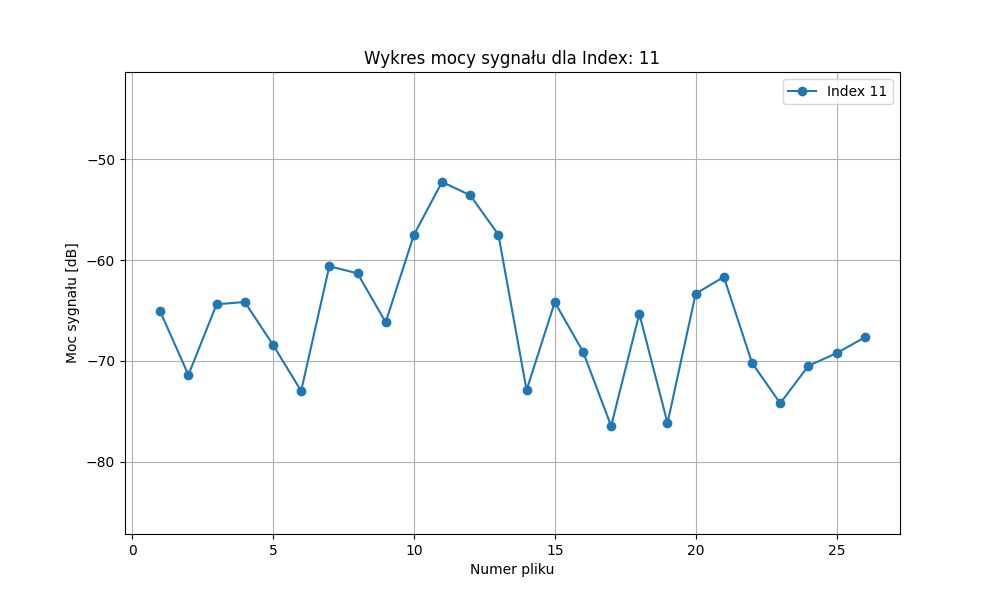 Wykres mocy sygnału dla Index: 11
Index 11
Moc sygnału [dB]
−50
−60
−70
−80
0 5 10 15 20 25
Numer pliku